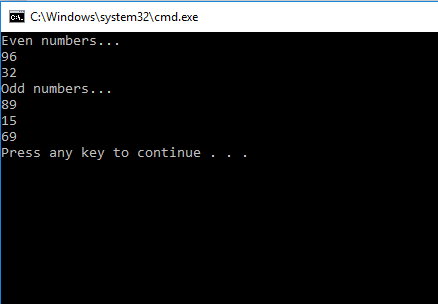 C:\Windows\system32\cmd.exe
Even numbers...
96
32
Odd numbers...
89
15
69
Press any key to continue . . .